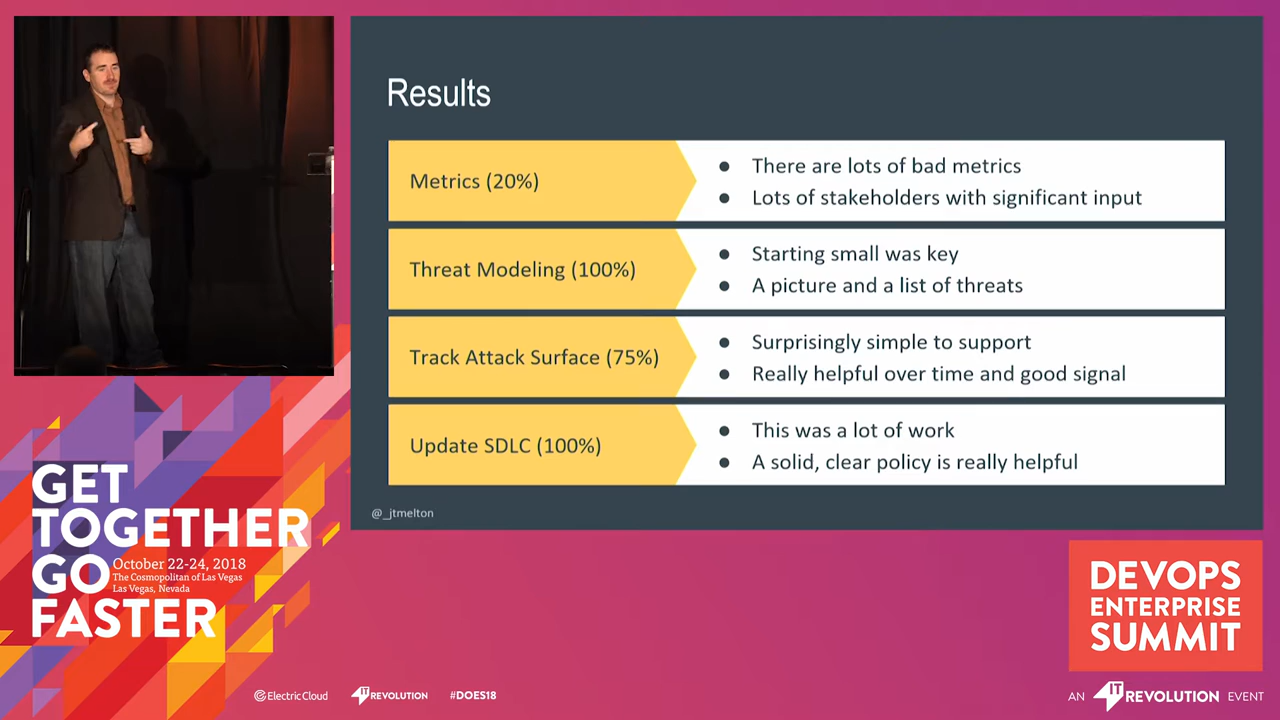 Results
Metrics (20%)
● There are lots of bad metrics
● Lots of stakeholders with significant input
Threat Modeling (100%)
● Starting small was key
● A picture and a list of threats
Track Attack Surface (75%)
● Surprisingly simple to support
● Really helpful over time and good signal
Update SDLC (100%)
● This was a lot of work
● A solid, clear policy is really helpful
@_jtmelton
GET
TOGETHER
GO
October 22-24, 2018
The Cosmopolitan of Las Vegas
Las Vegas, Nevada
FASTER
DEVOPS
ENTERPRISE
SUMMIT
Electric Cloud
IT REVOLUTION
#DOES18
AN IT REVOLUTION EVENT